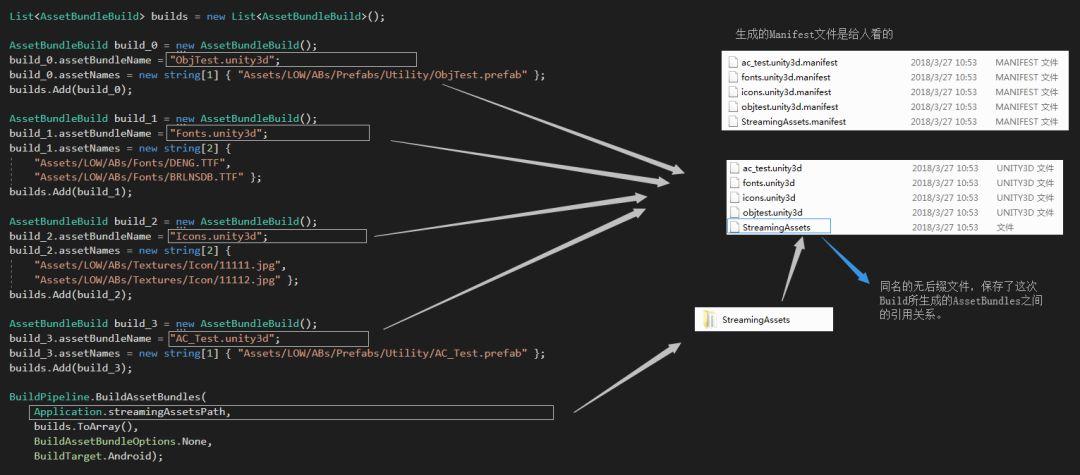 List<AssetBundleBuild> builds = new List<AssetBundleBuild>();
AssetBundleBuild build_0 = new AssetBundleBuild();
build_0.assetBundleName = "ObjTest.unity3d";
build_0.assetNames = new string[1] { "Assets/LOW/ABs/Prefabs/Utility/ObjTest.prefab" };
builds.Add(build_0);
AssetBundleBuild build_1 = new AssetBundleBuild();
build_1.assetBundleName = "Fonts.unity3d";
build_1.assetNames = new string[2] {
"Assets/LOW/ABs/Fonts/DENG.TTF",
"Assets/LOW/ABs/Fonts/BRLNSDB.TTF" };
builds.Add(build_1);
AssetBundleBuild build_2 = new AssetBundleBuild();
build_2.assetBundleName = "Icons.unity3d";
build_2.assetNames = new string[2] {
"Assets/LOW/ABs/Textures/Icon/11111.jpg",
"Assets/LOW/ABs/Textures/Icon/11112.jpg" };
builds.Add(build_2);
AssetBundleBuild build_3 = new AssetBundleBuild();
build_3.assetBundleName = "AC_Test.unity3d";
build_3.assetNames = new string[1] { "Assets/LOW/ABs/Prefabs/Utility/AC_Test.prefab" };
builds.Add(build_3);
BuildPipeline.BuildAssetBundles(
Application.streamingAssetsPath,
builds.ToArray(),
BuildAssetBundleOptions.None,
BuildTarget.Android);
生成的Manifest文件是给人看的
ac_test.unity3d.manifest 2018/3/27 10:53 MANIFEST 文件
fonts.unity3d.manifest 2018/3/27 10:53 MANIFEST 文件
icons.unity3d.manifest 2018/3/27 10:53 MANIFEST 文件
objtest.unity3d.manifest 2018/3/27 10:53 MANIFEST 文件
StreamingAssets.manifest 2018/3/27 10:53 MANIFEST 文件
ac_test.unity3d 2018/3/27 10:53 UNITY3D 文件
fonts.unity3d 2018/3/27 10:53 UNITY3D 文件
icons.unity3d 2018/3/27 10:53 UNITY3D 文件
objtest.unity3d 2018/3/27 10:53 UNITY3D 文件
StreamingAssets 2018/3/27 10:53 文件
同名的无后缀文件，保存了这次
Build所生成的AssetBundles之间
的引用关系。
StreamingAssets